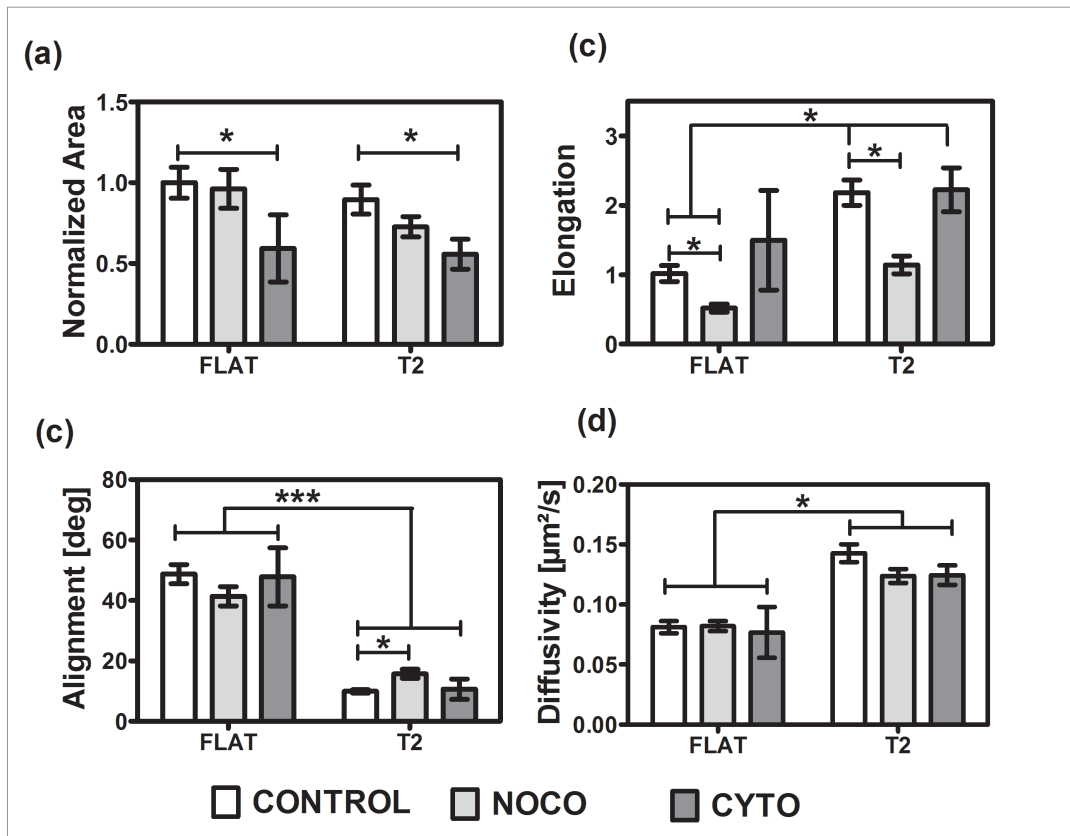 (a)
Normalized Area
1.5
1.0
0.5
0.0
*
*
FLAT T2
(c)
Elongation
3
2
1
0
*
*
*
FLAT T2
(c)
Alignment [deg]
80
60
40
20
0
***
*
FLAT T2
(d)
Diffusivity [µm²/s]
0.20
0.15
0.10
0.05
0.00
*
FLAT T2
CONTROL NOCO CYTO